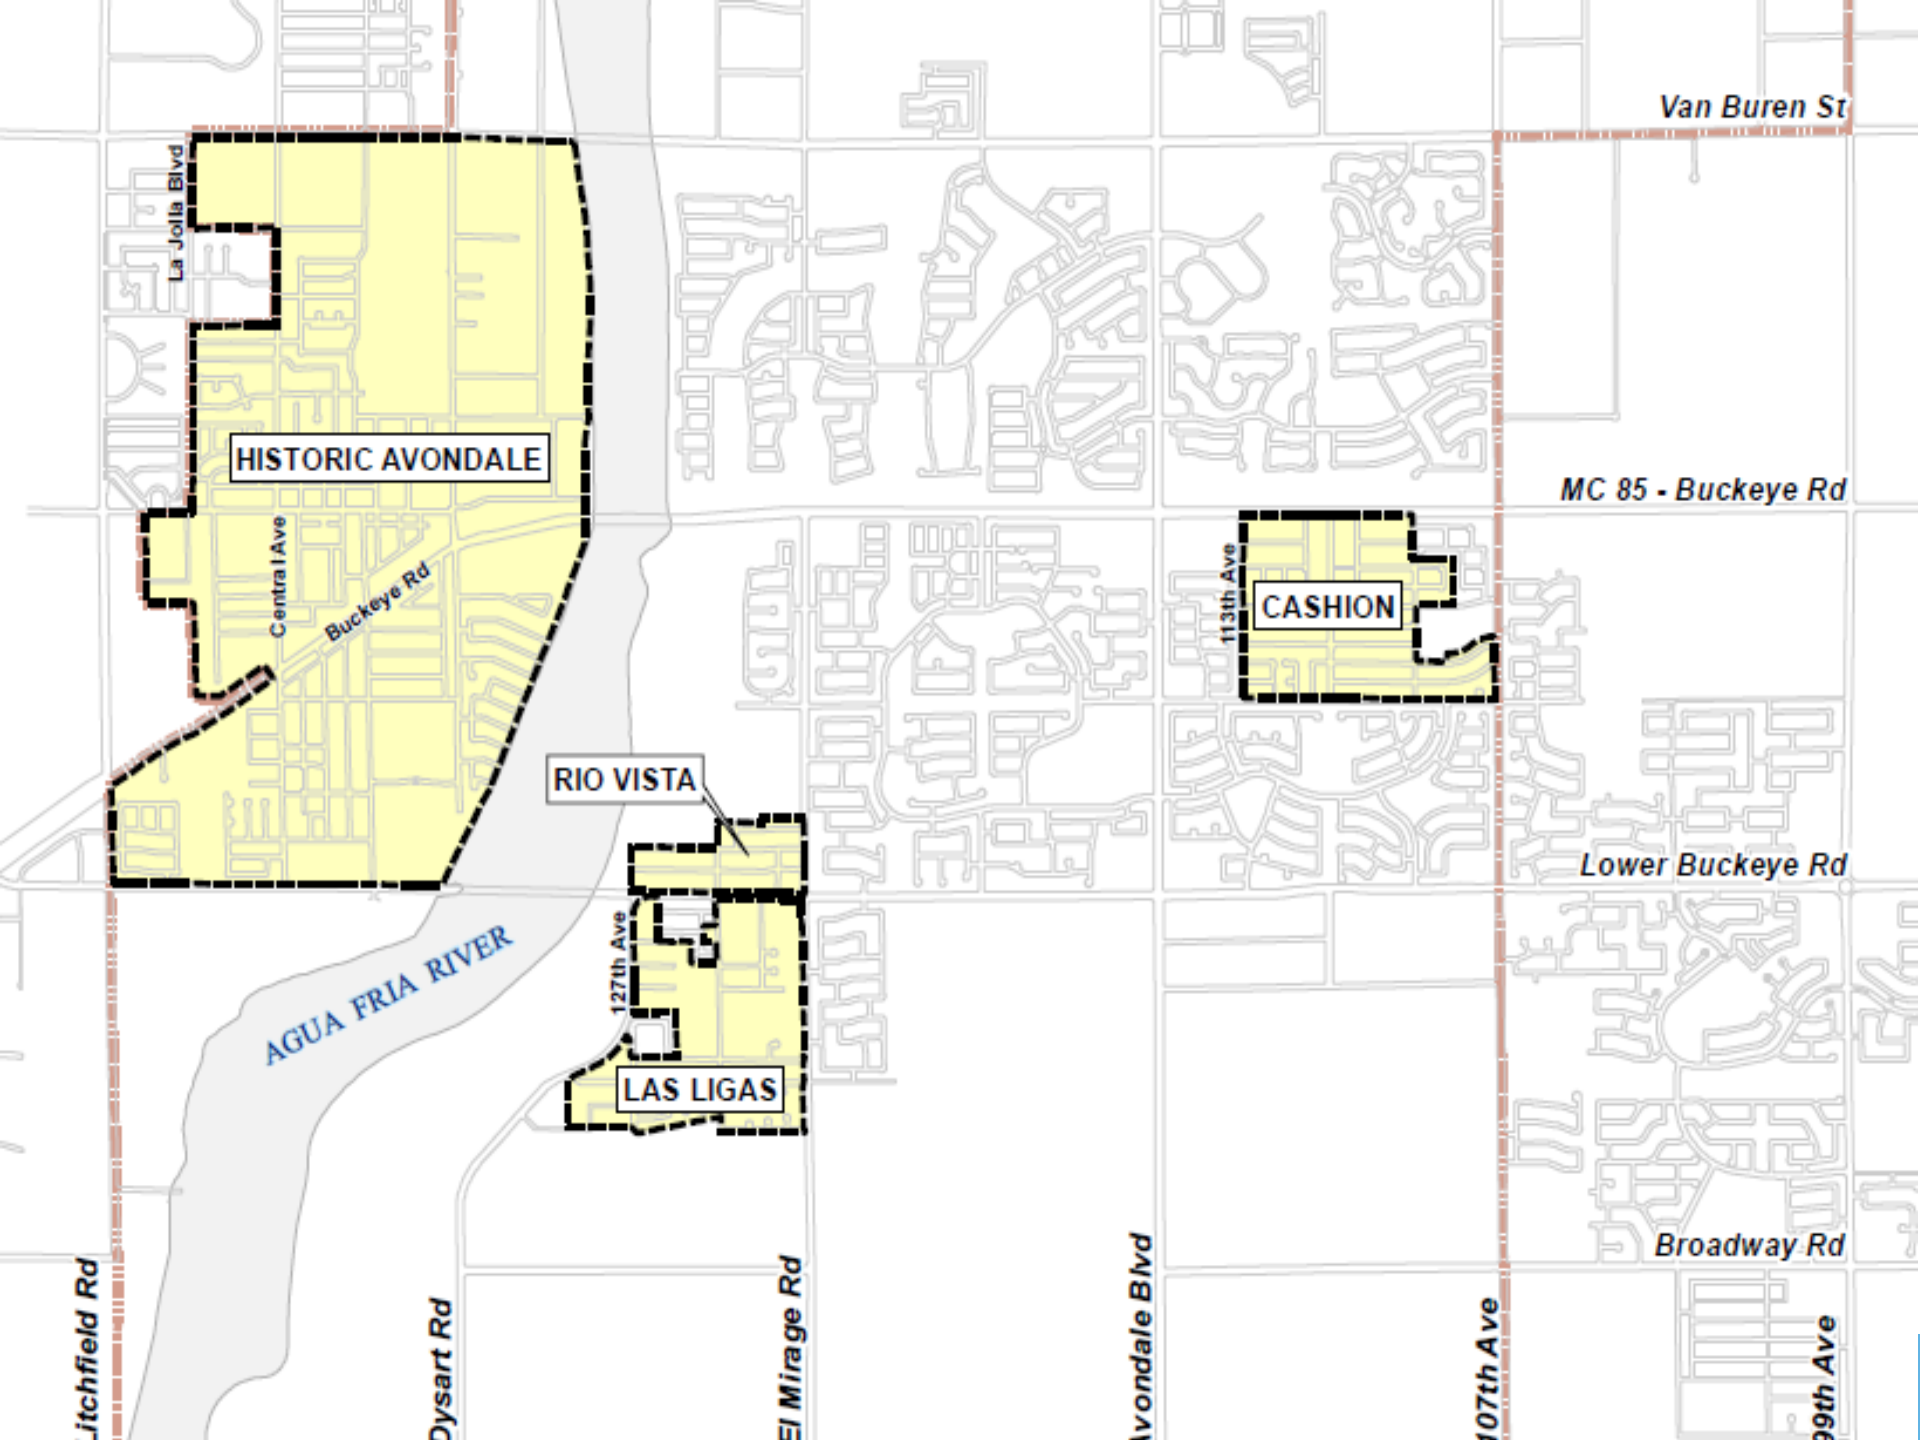 Van Buren St
La Jolla Blvd
HISTORIC AVONDALE
MC 85 - Buckeye Rd
Central Ave
Buckeye Rd
113th Ave
CASHION
RIO VISTA
Lower Buckeye Rd
127th Ave
AGUA FRIA RIVER
LAS LIGAS
Broadway Rd
Litchfield Rd
Dysart Rd
El Mirage Rd
Avondale Blvd
107th Ave
99th Ave